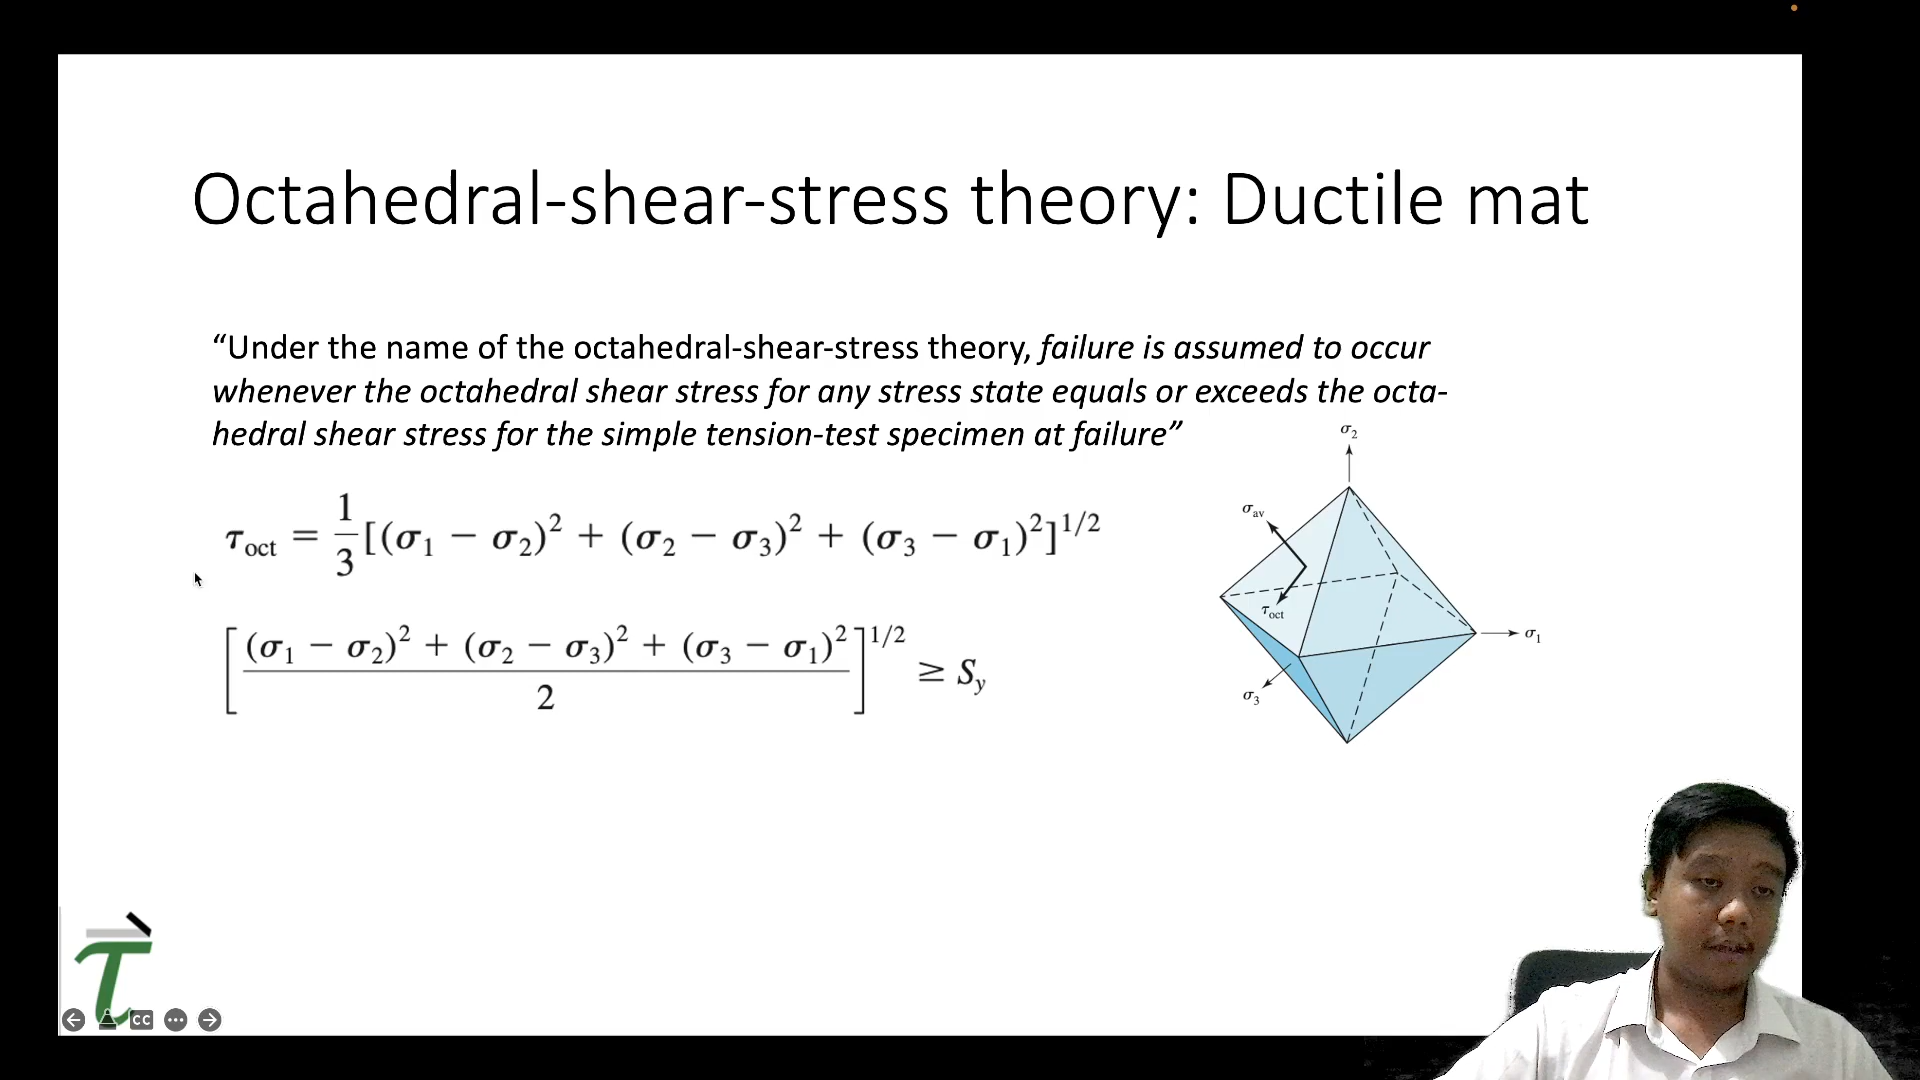 Octahedral-shear-stress theory: Ductile mat
“Under the name of the octahedral-shear-stress theory, failure is assumed to occur
whenever the octahedral shear stress for any stress state equals or exceeds the octa-
hedral shear stress for the simple tension-test specimen at failure”
τoct = 1/3 [(σ1 − σ2)² + (σ2 − σ3)² + (σ3 − σ1)²]^1/2
[((σ1 − σ2)² + (σ2 − σ3)² + (σ3 − σ1)²) / 2]^1/2 ≥ Sy
σ2
σav
τoct
σ1
σ3
τ
CC